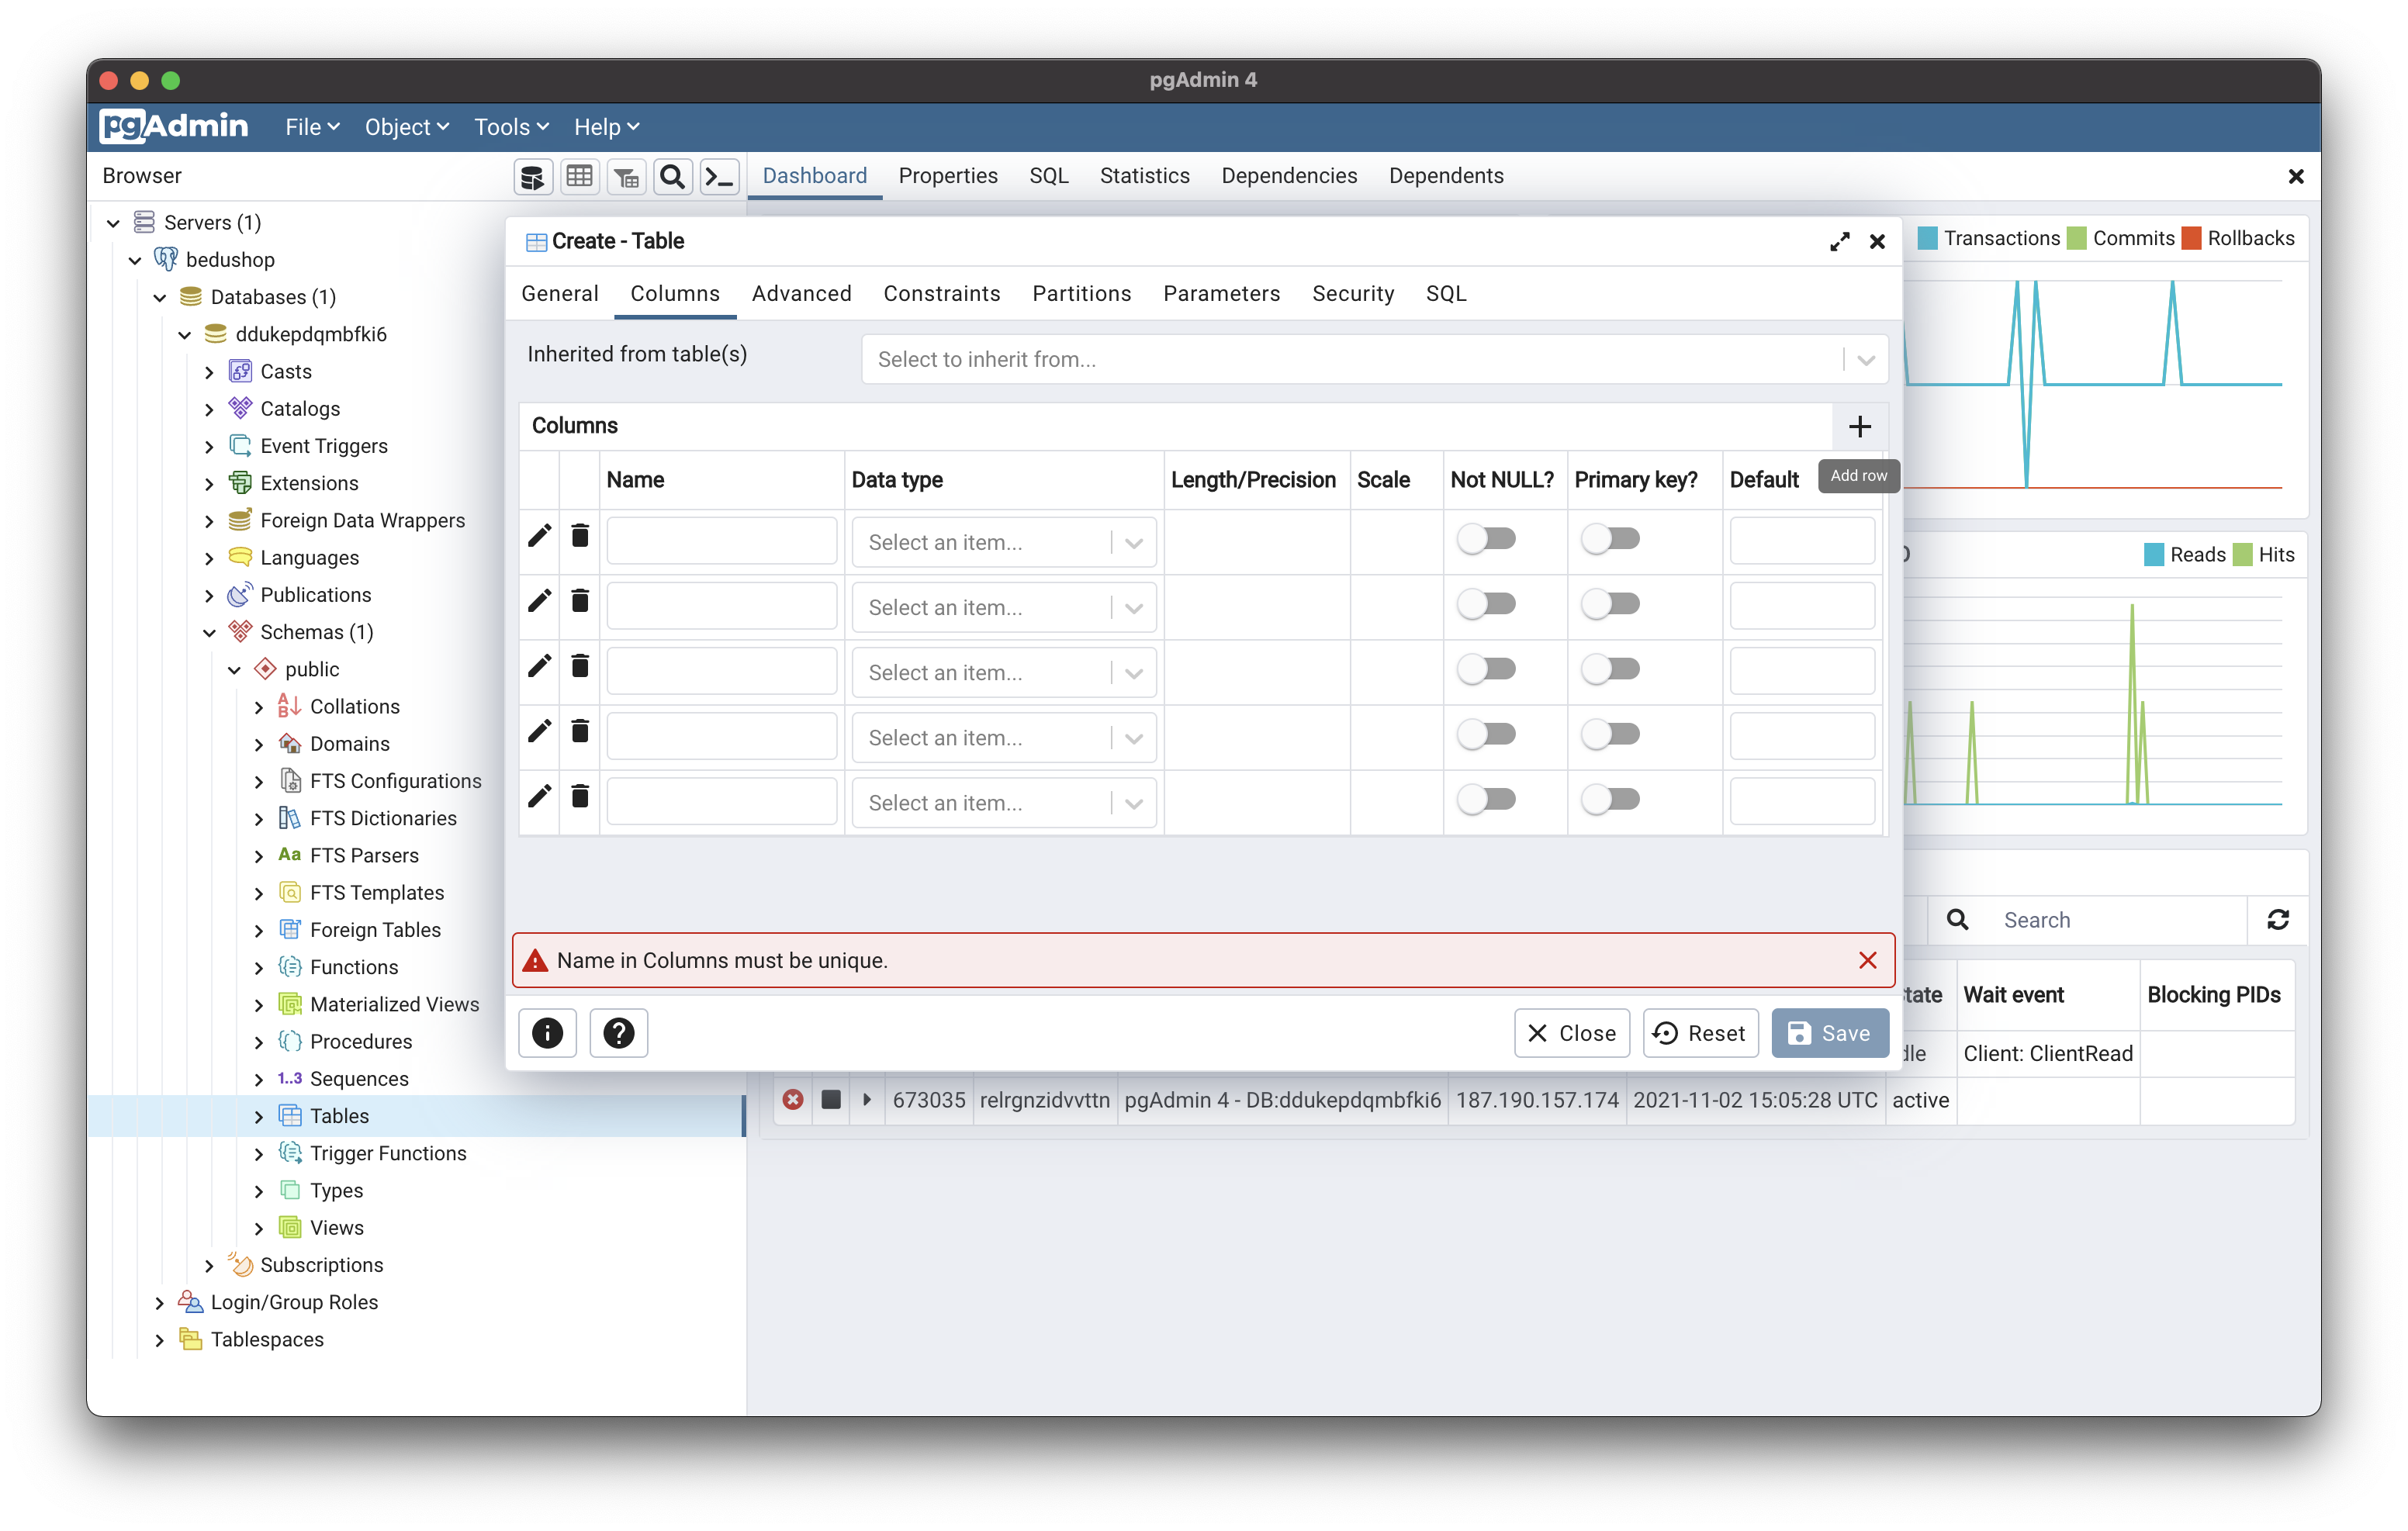 pgAdmin 4
pgAdmin File Object Tools Help
Browser
Dashboard Properties SQL Statistics Dependencies Dependents
Servers (1)
bedushop
Databases (1)
ddukepdqmbfki6
Casts
Catalogs
Event Triggers
Extensions
Foreign Data Wrappers
Languages
Publications
Schemas (1)
public
Collations
Domains
FTS Configurations
FTS Dictionaries
Aa FTS Parsers
FTS Templates
Foreign Tables
Functions
Materialized Views
Procedures
1..3 Sequences
Tables
Trigger Functions
Types
Views
Subscriptions
Login/Group Roles
Tablespaces
Create - Table
General Columns Advanced Constraints Partitions Parameters Security SQL
Inherited from table(s) Select to inherit from...
Columns
Name Data type Length/Precision Scale Not NULL? Primary key? Default
Add row
Select an item...
Select an item...
Select an item...
Select an item...
Select an item...
Name in Columns must be unique.
Close Reset Save
Transactions Commits Rollbacks
Reads Hits
Search
Wait event Blocking PIDs
Client: ClientRead
673035 relrgnzidvvttn pgAdmin 4 - DB:ddukepdqmbfki6 187.190.157.174 2021-11-02 15:05:28 UTC active